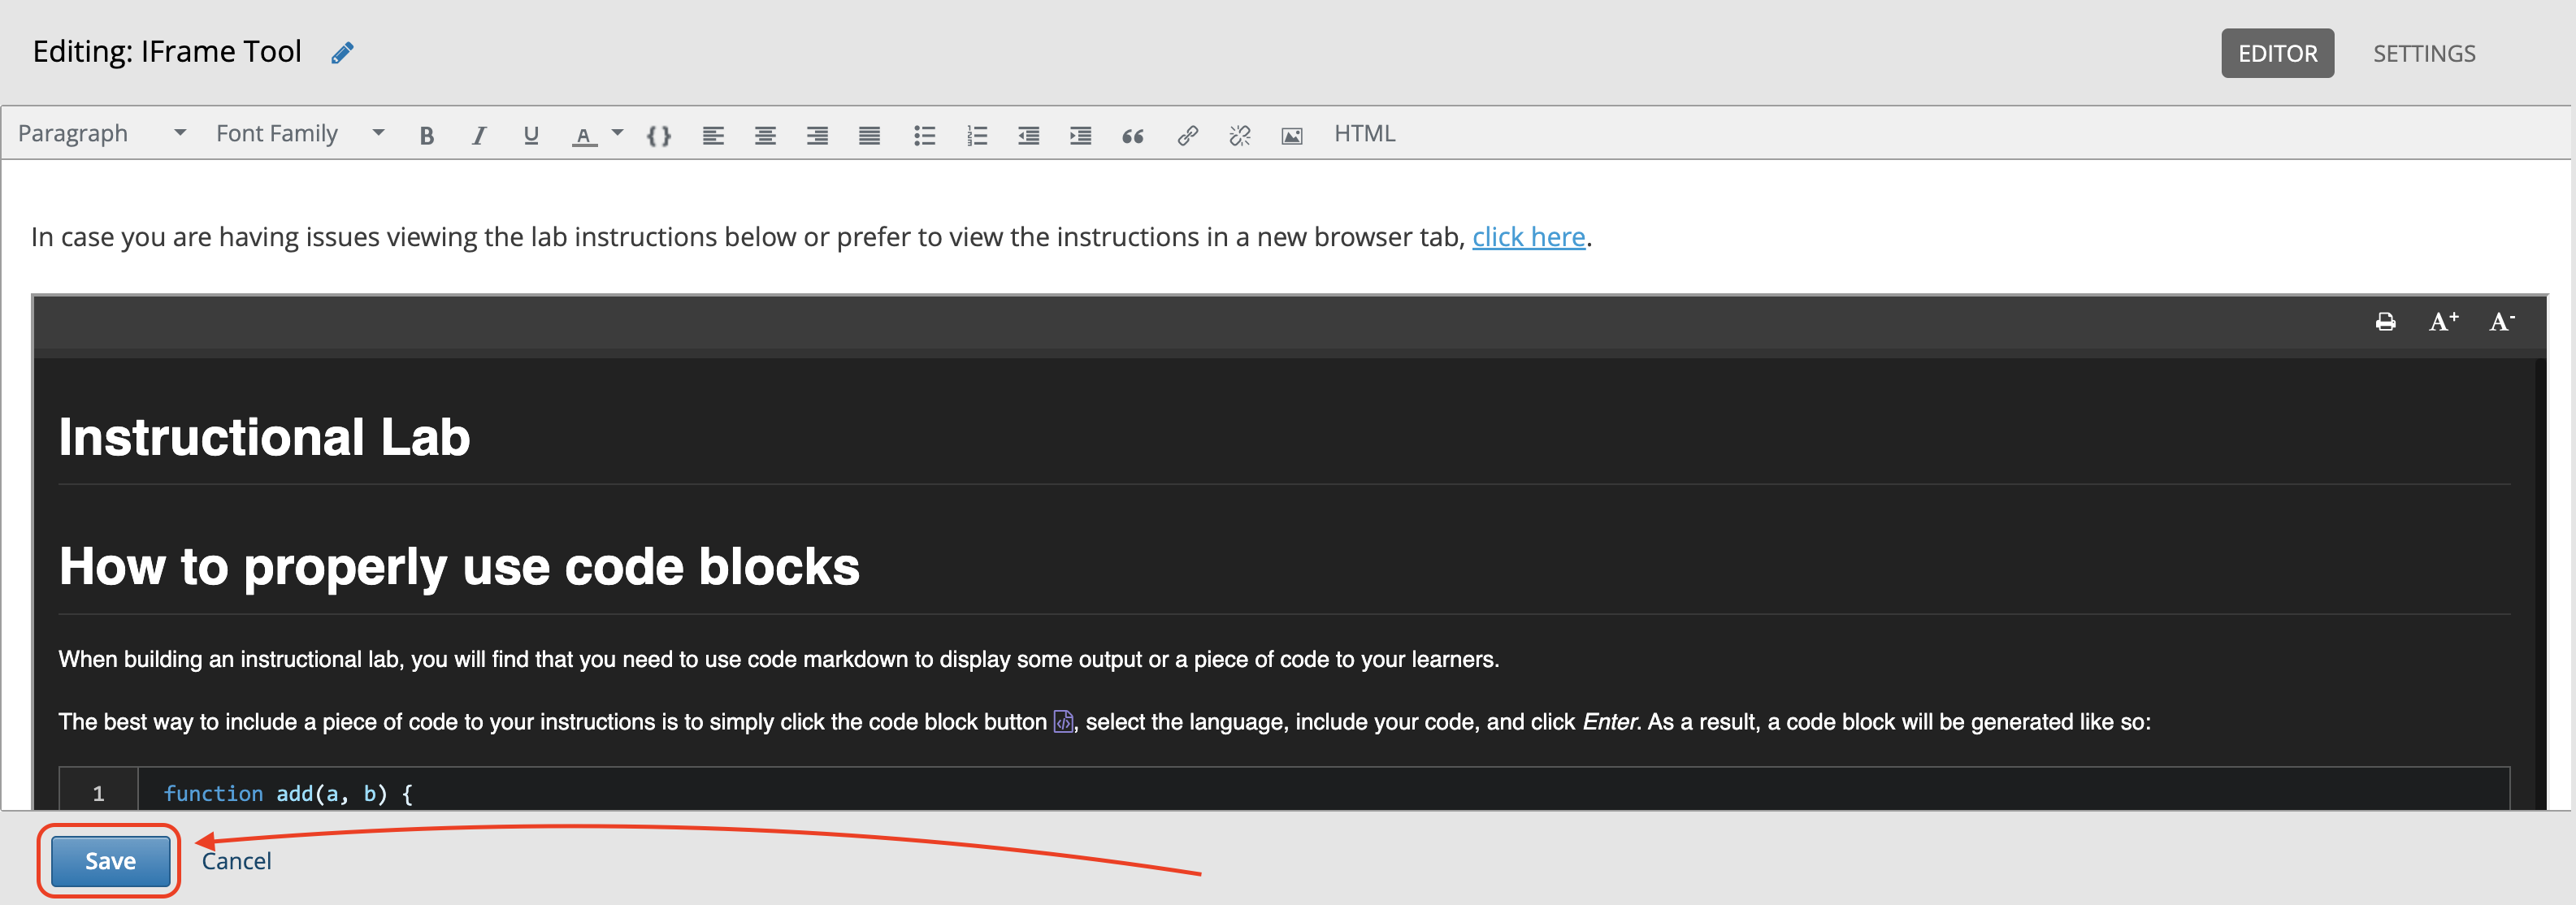 Editing: IFrame Tool
EDITOR SETTINGS
Paragraph Font Family B I U A {} HTML
In case you are having issues viewing the lab instructions below or prefer to view the instructions in a new browser tab, click here.
A+ A-
Instructional Lab
How to properly use code blocks
When building an instructional lab, you will find that you need to use code markdown to display some output or a piece of code to your learners.
The best way to include a piece of code to your instructions is to simply click the code block button </>, select the language, include your code, and click Enter. As a result, a code block will be generated like so:
1 function add(a, b) {
Save Cancel